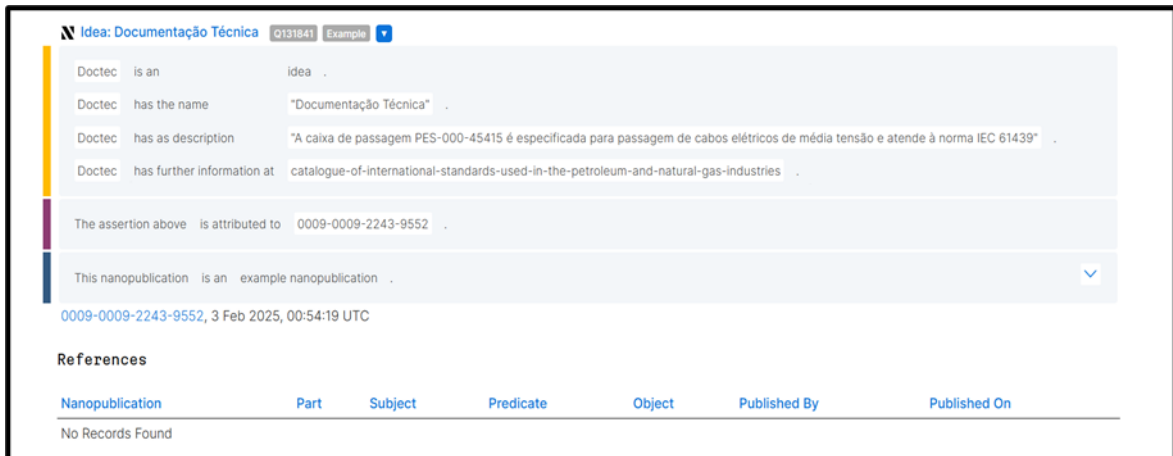 Idea: Documentação Técnica Q131841 Example
Doctec is an idea .
Doctec has the name "Documentação Técnica" .
Doctec has as description "A caixa de passagem PES-000-45415 é especificada para passagem de cabos elétricos de média tensão e atende à norma IEC 61439" .
Doctec has further information at catalogue-of-international-standards-used-in-the-petroleum-and-natural-gas-industries .
The assertion above is attributed to 0009-0009-2243-9552 .
This nanopublication is an example nanopublication .
0009-0009-2243-9552, 3 Feb 2025, 00:54:19 UTC
References
Nanopublication Part Subject Predicate Object Published By Published On
No Records Found